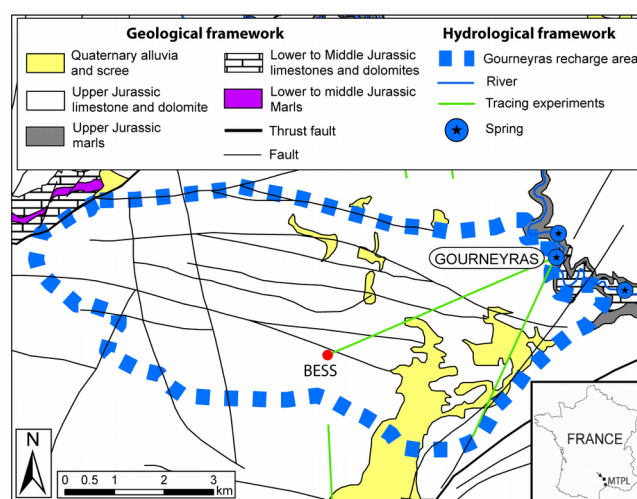 Geological framework
Quaternary alluvia
and scree
Upper Jurassic
limestone and dolomite
Upper Jurassic
marls
Lower to Middle Jurassic
limestones and dolomites
Lower to middle Jurassic
Marls
Thrust fault
Fault
Hydrological framework
Gourneyras recharge area
River
Tracing experiments
Spring
GOURNEYRAS
BESS
N
0 0.5 1 2 3
km
FRANCE
MTPL